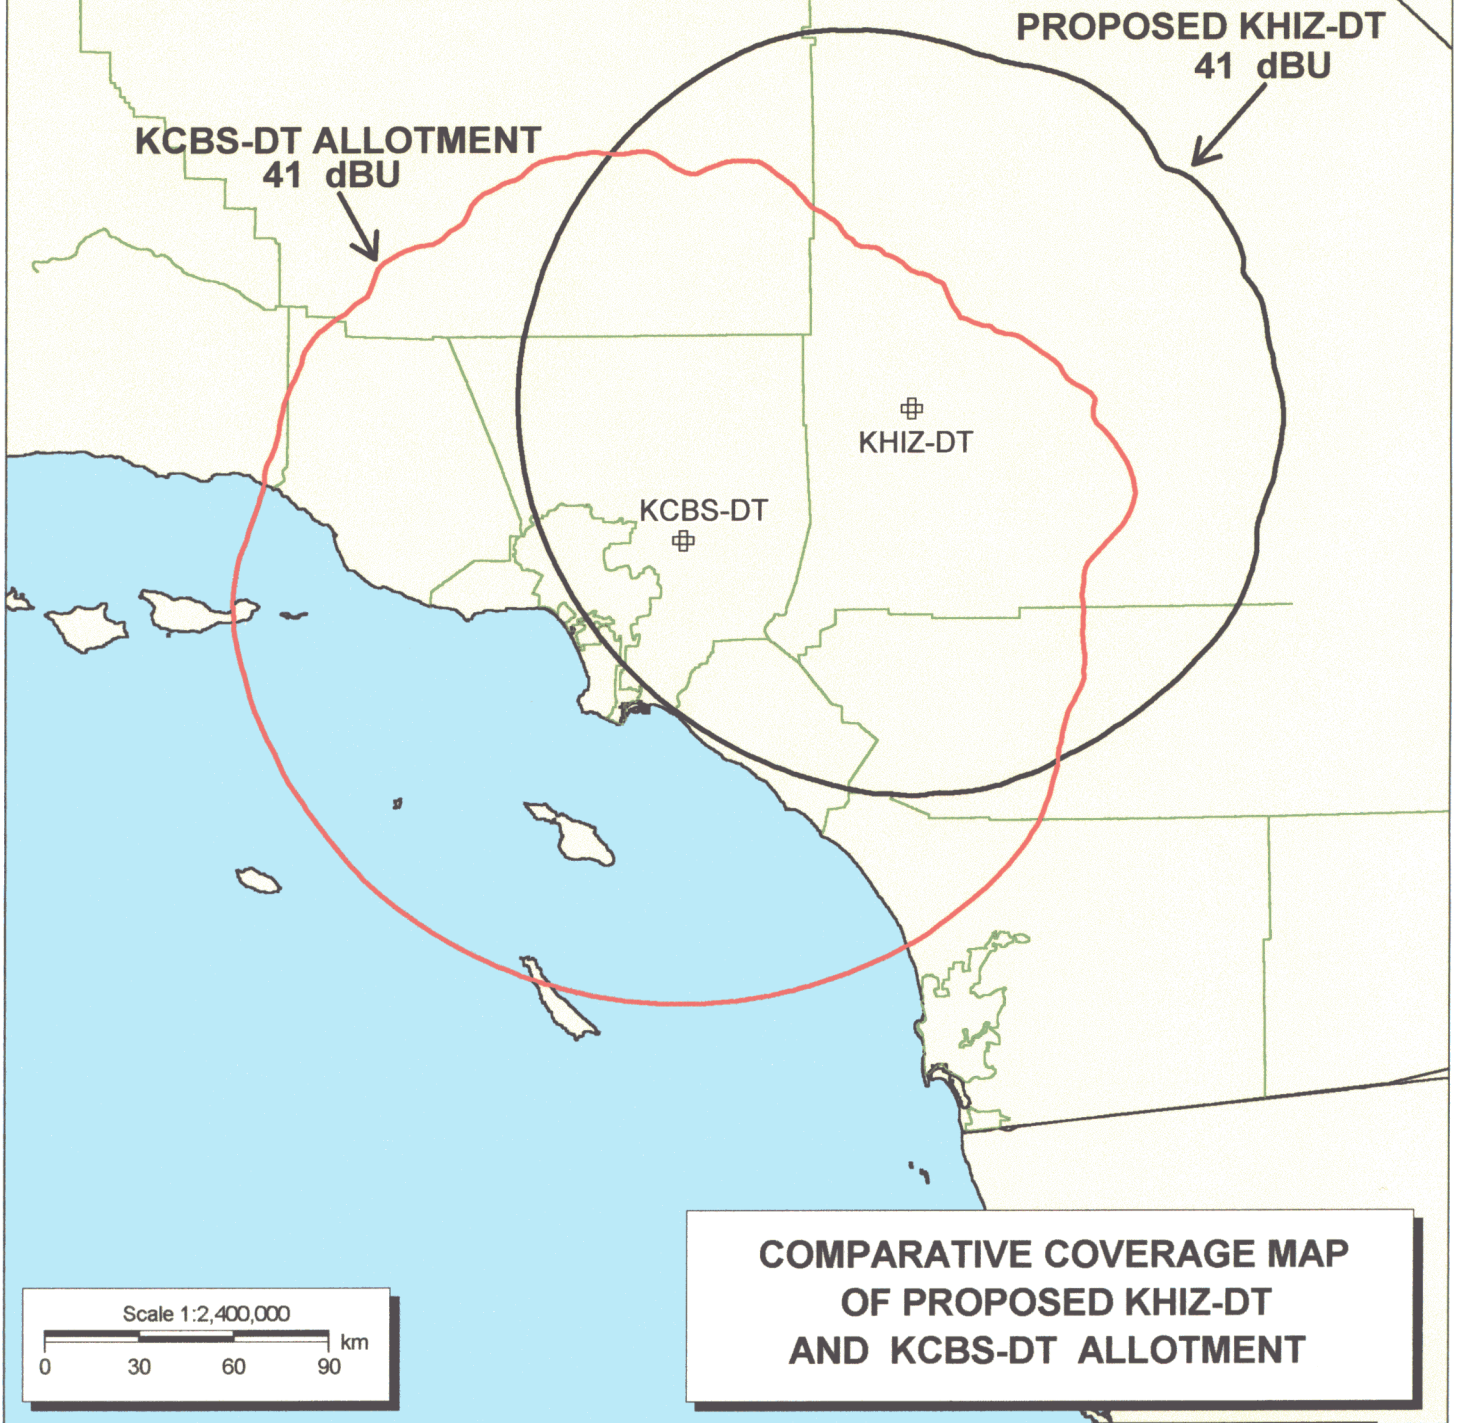 PROPOSED KHIZ-DT
41 dBU
KCBS-DT ALLOTMENT
41 dBU
KHIZ-DT
KCBS-DT
COMPARATIVE COVERAGE MAP
OF PROPOSED KHIZ-DT
AND KCBS-DT ALLOTMENT
Scale 1:2,400,000
km
0 30 60 90